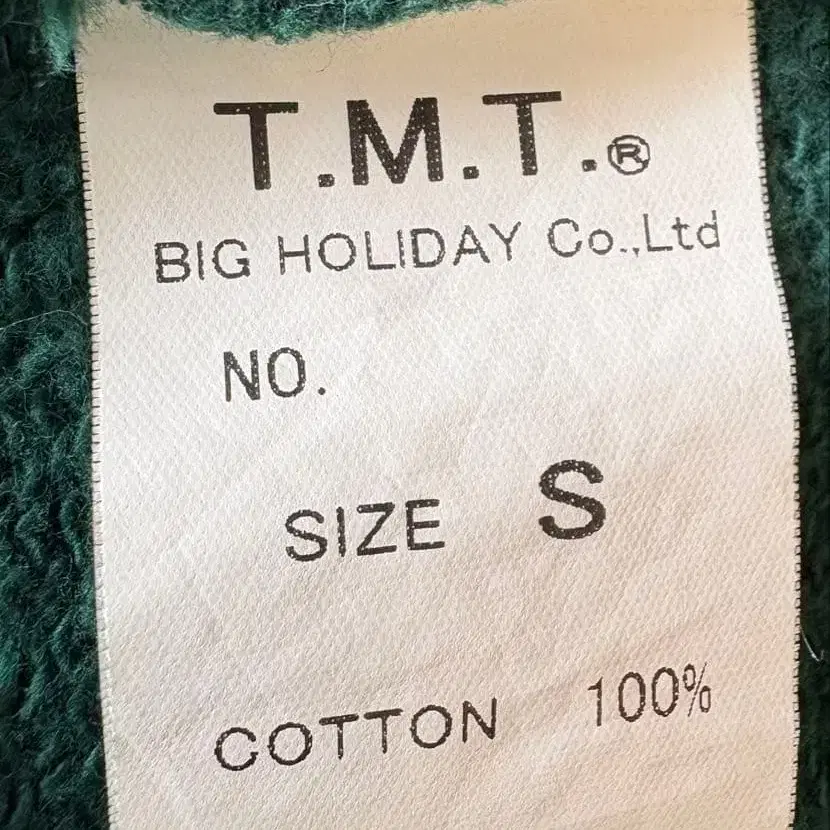 T.M.T.®
BIG HOLIDAY Co.,Ltd
NO.
SIZE S
COTTON 100%